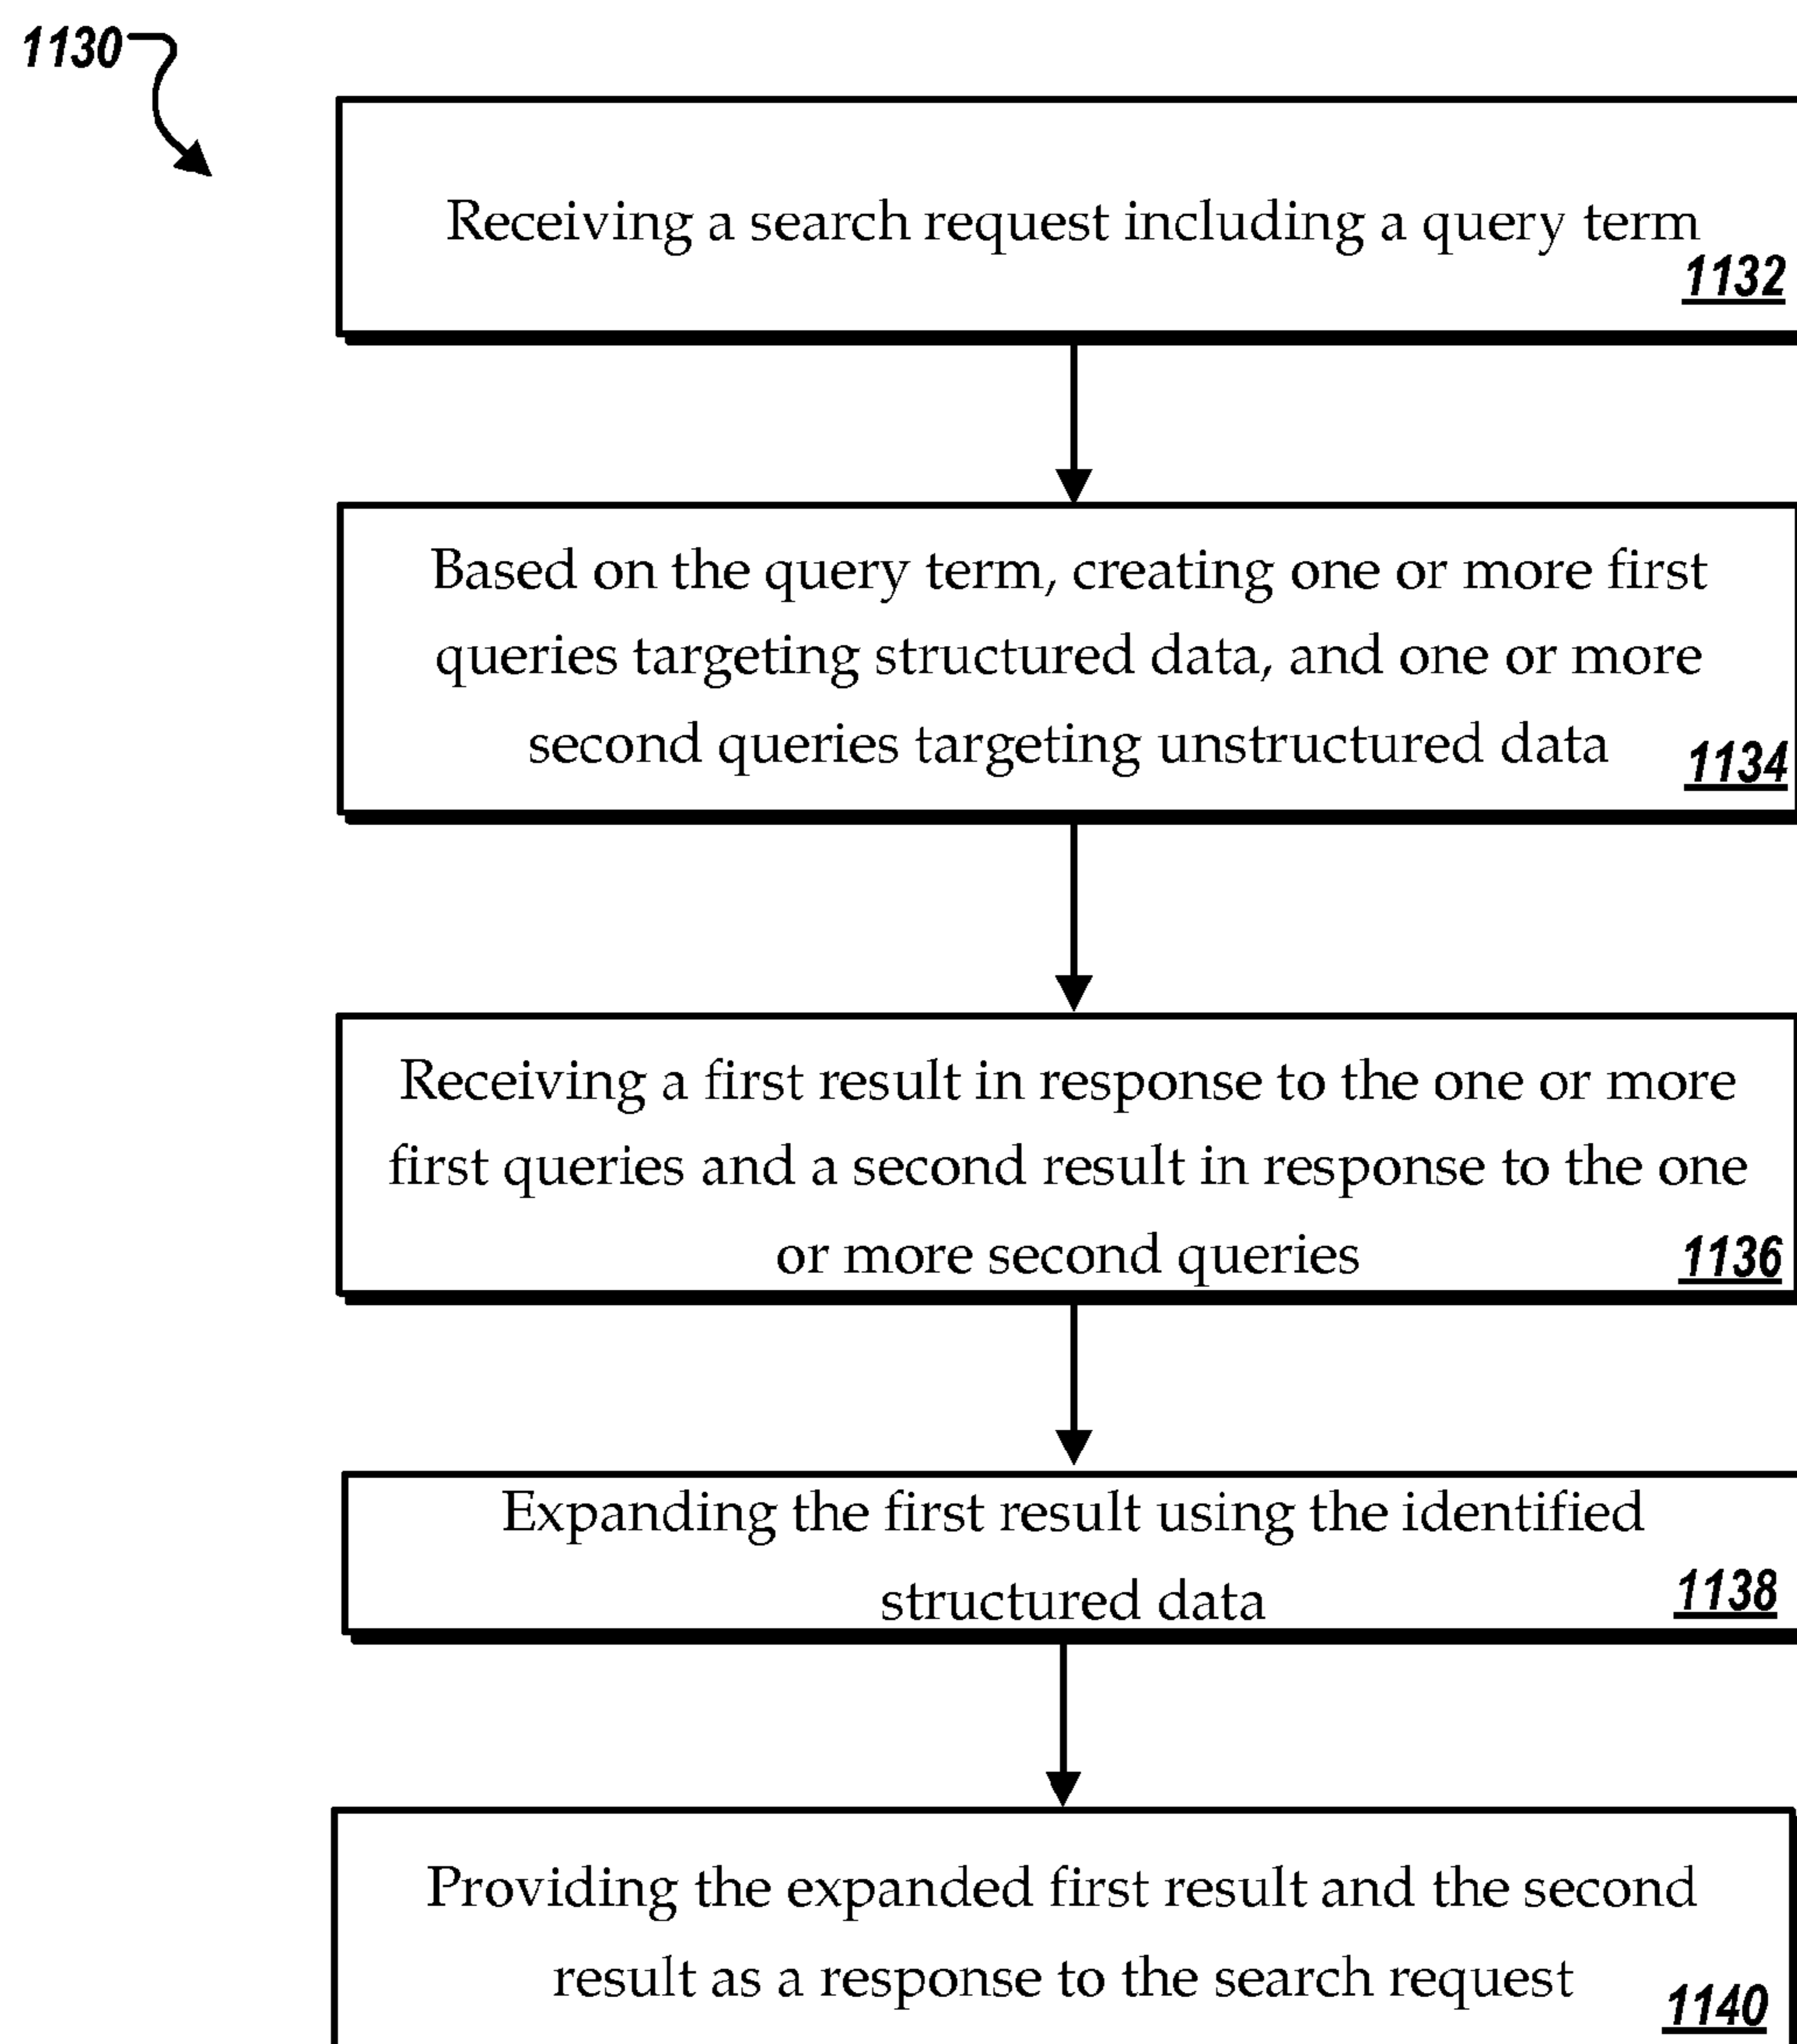 1130
Receiving a search request including a query term
1132
Based on the query term, creating one or more first
queries targeting structured data, and one or more
second queries targeting unstructured data
1134
Receiving a first result in response to the one or more
first queries and a second result in response to the one
or more second queries
1136
Expanding the first result using the identified
structured data
1138
Providing the expanded first result and the second
result as a response to the search request
1140